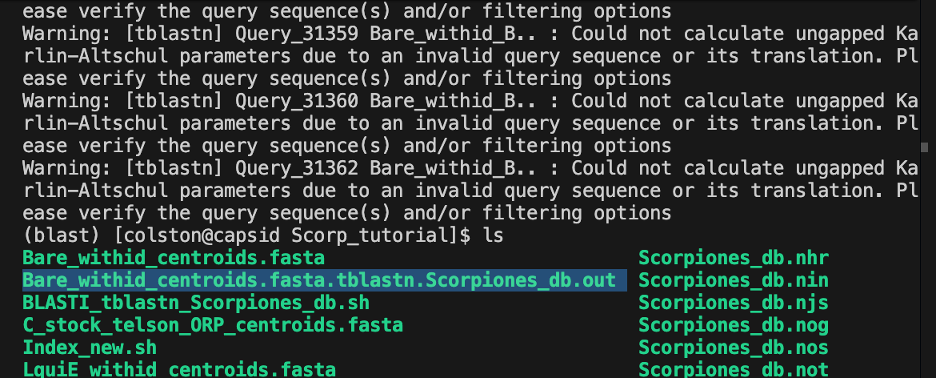 ease verify the query sequence(s) and/or filtering options
Warning: [tblastn] Query_31359 Bare_withid_B.. : Could not calculate ungapped Ka
rlin-Altschul parameters due to an invalid query sequence or its translation. Pl
ease verify the query sequence(s) and/or filtering options
Warning: [tblastn] Query_31360 Bare_withid_B.. : Could not calculate ungapped Ka
rlin-Altschul parameters due to an invalid query sequence or its translation. Pl
ease verify the query sequence(s) and/or filtering options
Warning: [tblastn] Query_31362 Bare_withid_B.. : Could not calculate ungapped Ka
rlin-Altschul parameters due to an invalid query sequence or its translation. Pl
ease verify the query sequence(s) and/or filtering options
(blast) [colston@capsid Scorp_tutorial]$ ls
Bare_withid_centroids.fasta Scorpiones_db.nhr
Bare_withid_centroids.fasta.tblastn.Scorpiones_db.out Scorpiones_db.nin
BLASTI_tblastn_Scorpiones_db.sh Scorpiones_db.njs
C_stock_telson_ORP_centroids.fasta Scorpiones_db.nog
Index_new.sh Scorpiones_db.nos
LquiE_withid_centroids.fasta Scorpiones_db.not